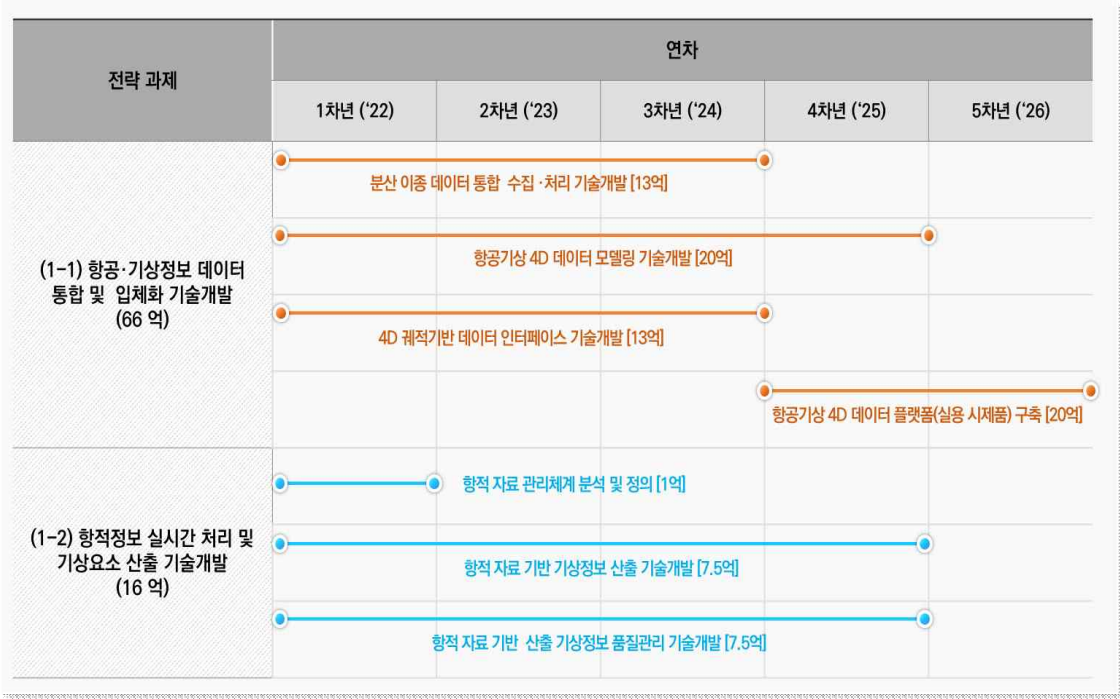 전략 과제
연차
1차년 (‘22)
2차년 (‘23)
3차년 (‘24)
4차년 (‘25)
5차년 (‘26)
(1-1) 항공·기상정보 데이터
통합 및 입체화 기술개발
(66 억)
분산 이종 데이터 통합 수집 ·처리 기술개발 [13억]
항공기상 4D 데이터 모델링 기술개발 [20억]
4D 궤적기반 데이터 인터페이스 기술개발 [13억]
항공기상 4D 데이터 플랫폼(실용 시제품) 구축 [20억]
(1-2) 항적정보 실시간 처리 및
기상요소 산출 기술개발
(16 억)
항적 자료 관리체계 분석 및 정의 [1억]
항적 자료 기반 기상정보 산출 기술개발 [7.5억]
항적 자료 기반 산출 기상정보 품질관리 기술개발 [7.5억]